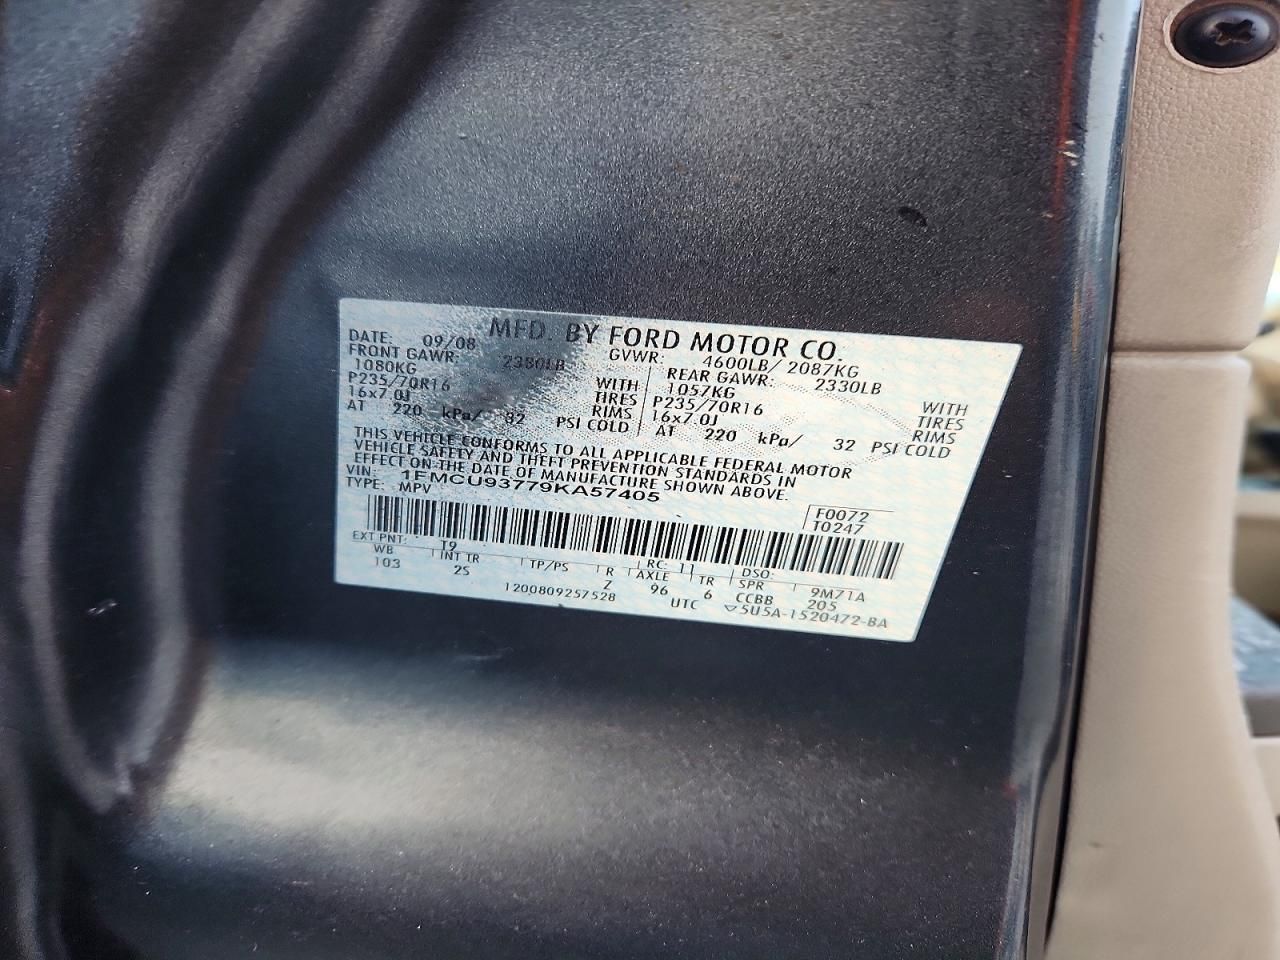 MFD. BY FORD MOTOR CO.
DATE: 09/08 GVWR: 4600LB/ 2087KG
FRONT GAWR: 2380LB REAR GAWR: 2330LB
1080KG WITH 1057KG WITH
P235/70R16 TIRES P235/70R16 TIRES
16x7.0J RIMS 16x7.0J RIMS
AT 220 kPa/ 32 PSI COLD AT 220 kPa/ 32 PSI COLD
THIS VEHICLE CONFORMS TO ALL APPLICABLE FEDERAL MOTOR
VEHICLE SAFETY AND THEFT PREVENTION STANDARDS IN
EFFECT ON THE DATE OF MANUFACTURE SHOWN ABOVE.
VIN: 1FMCU93779KA57405
TYPE: MPV
F0072
T0247
EXT PNT: T9 RC: 11 DSO:
WB INT TR TP/PS R AXLE TR SPR 9M71A
103 2S Z 96 6 CCBB 205
1200809257528 UTC ▽5U5A-1520472-BA